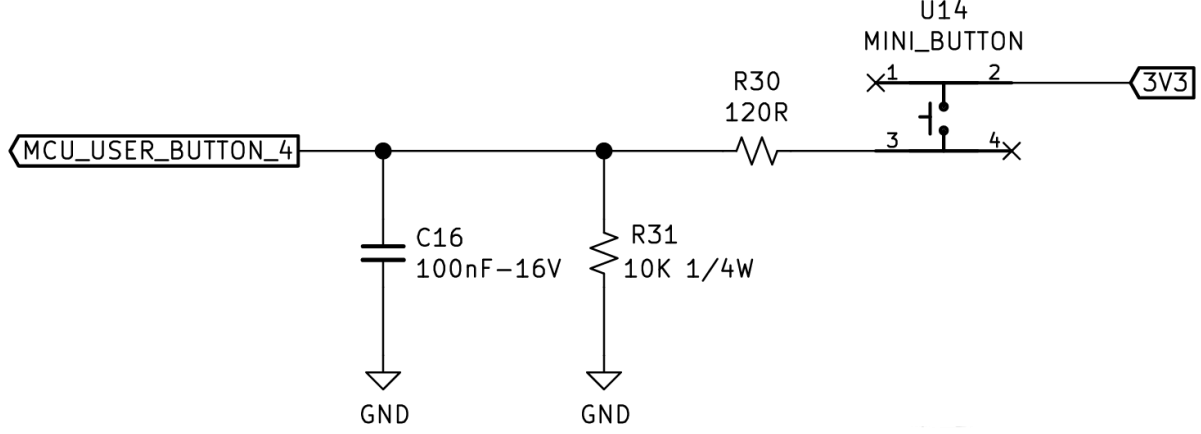 U14
MINI_BUTTON
1 2
3V3
R30
120R
MCU_USER_BUTTON_4
3 4
C16
100nF-16V
R31
10K 1/4W
GND
GND